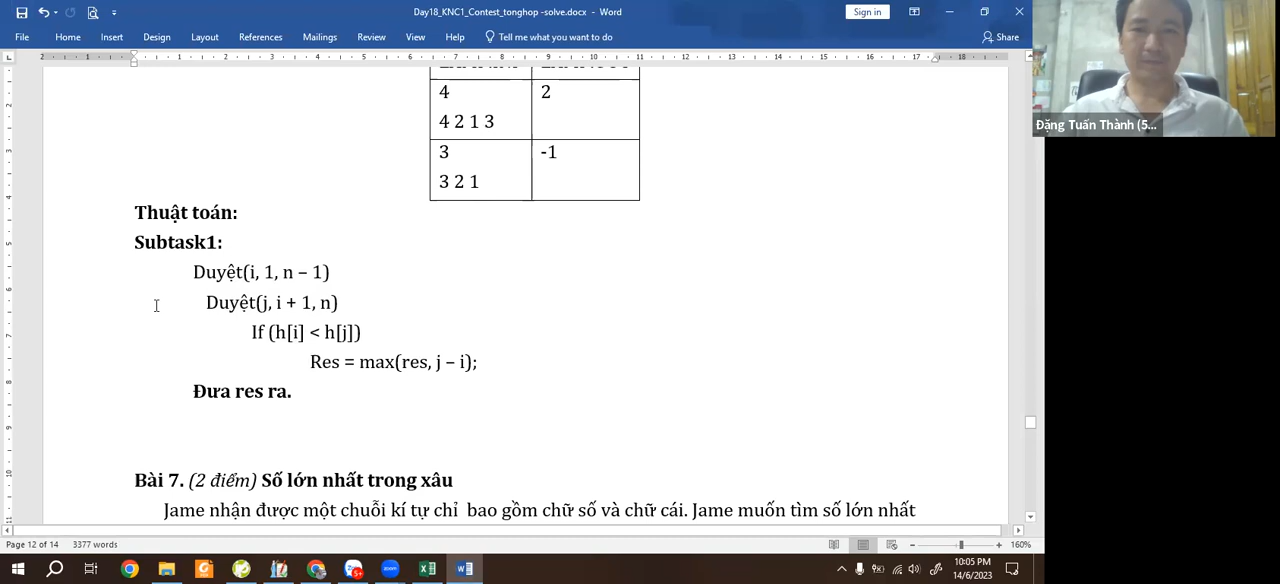 Day18_KNC1_Contest_tonghop -solve.docx - Word
Sign in
File Home Insert Design Layout References Mailings Review View Help Tell me what you want to do Share
4 2
4 2 1 3
3 -1
3 2 1
Thuật toán:
Subtask1:
Duyệt(i, 1, n – 1)
Duyệt(j, i + 1, n)
If (h[i] < h[j])
Res = max(res, j – i);
Đưa res ra.
Bài 7. (2 điểm) Số lớn nhất trong xâu
Jame nhận được một chuỗi kí tự chỉ bao gồm chữ số và chữ cái. Jame muốn tìm số lớn nhất
Page 12 of 14 3377 words 160%
10:05 PM
14/6/2023
Đặng Tuấn Thành (5...